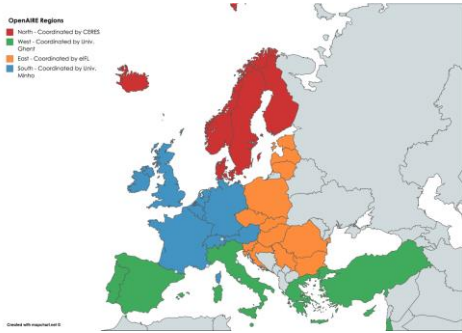 OpenAIRE Regions
North - Coordinated by CERES
West - Coordinated by Univ.
Ghent
East - Coordinated by eIFL
South - Coordinated by Univ.
Minho
Created with mapchart.net ©